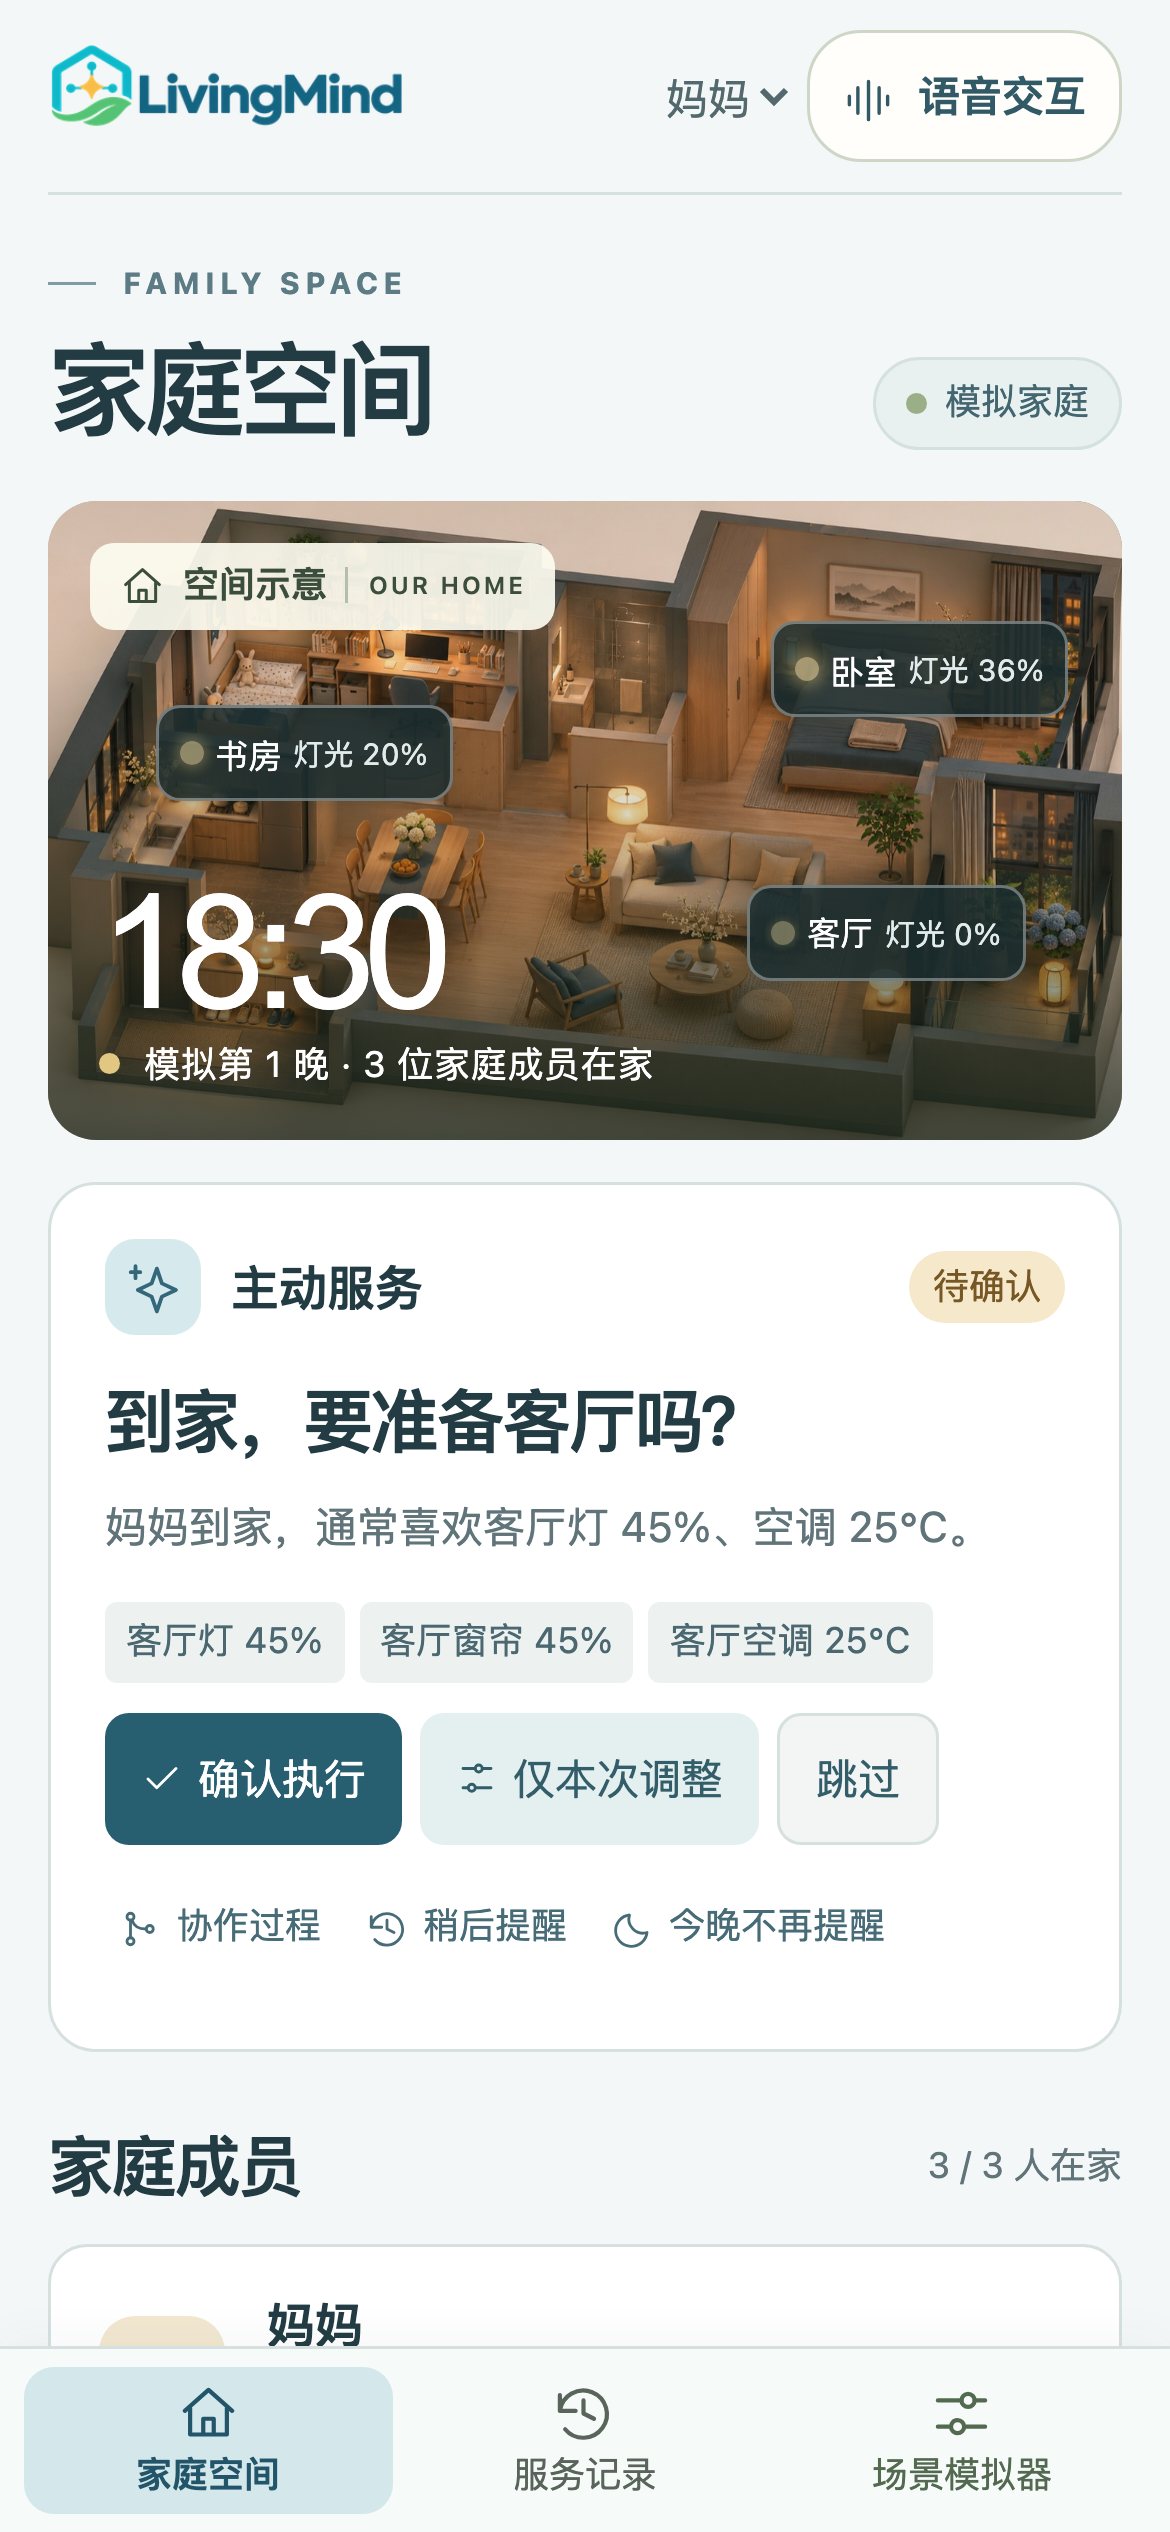 LivingMind
妈妈
语音交互
FAMILY SPACE
家庭空间
模拟家庭
空间示意 | OUR HOME
卧室 灯光 36%
书房 灯光 20%
客厅 灯光 0%
18:30
模拟第 1 晚 · 3 位家庭成员在家
主动服务
待确认
到家，要准备客厅吗?
妈妈到家，通常喜欢客厅灯 45%、空调 25°C。
客厅灯 45%
客厅窗帘 45%
客厅空调 25°C
确认执行
仅本次调整
跳过
协作过程
稍后提醒
今晚不再提醒
家庭成员
3 / 3 人在家
妈妈
家庭空间
服务记录
场景模拟器